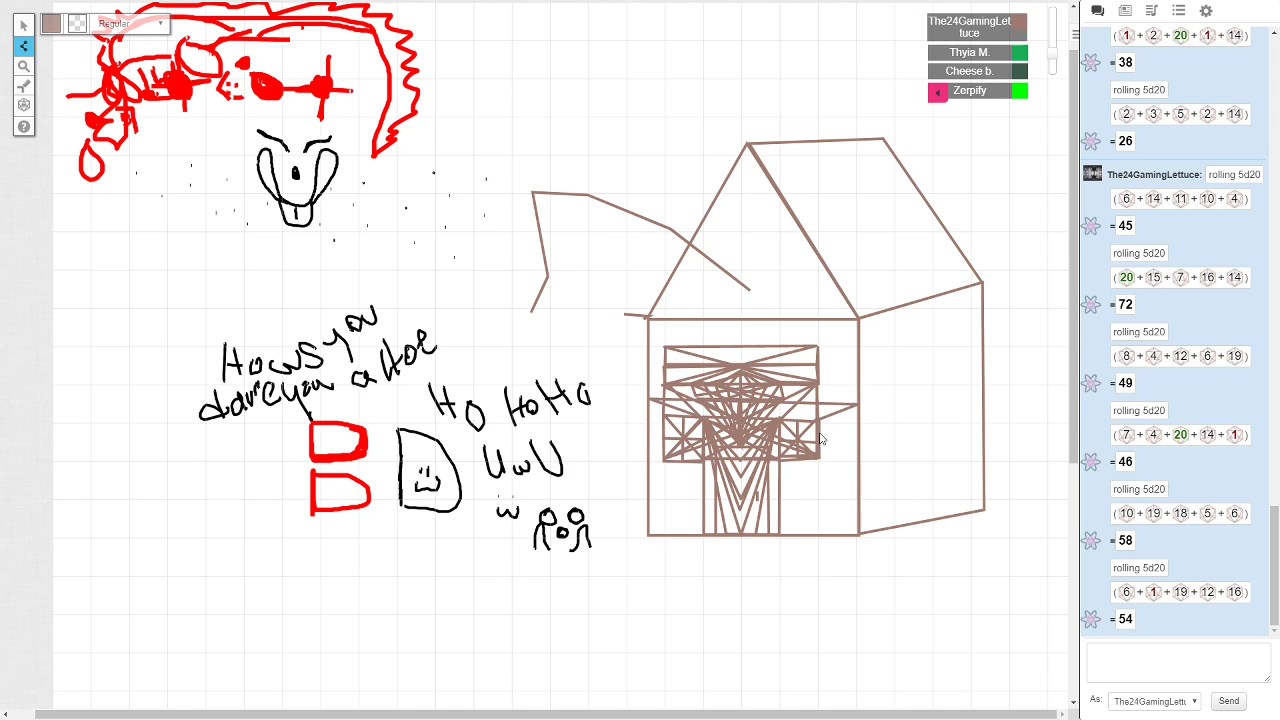 Regular
The24GamingLet
tuce
Thyia M.
Cheese b.
Zerpify
Hows you
dare you a Hoe
HO HoHo
UwU
(1+2+20+1+14)
= 38
rolling 5d20
(2+3+5+2+14)
= 26
The24GamingLettuce: rolling 5d20
(6+14+11+10+4)
= 45
rolling 5d20
(20+15+7+16+14)
= 72
rolling 5d20
(8+4+12+6+19)
= 49
rolling 5d20
(7+4+20+14+1)
= 46
rolling 5d20
(10+19+18+5+6)
= 58
rolling 5d20
(6+1+19+12+16)
= 54
As: The24GamingLettu
Send